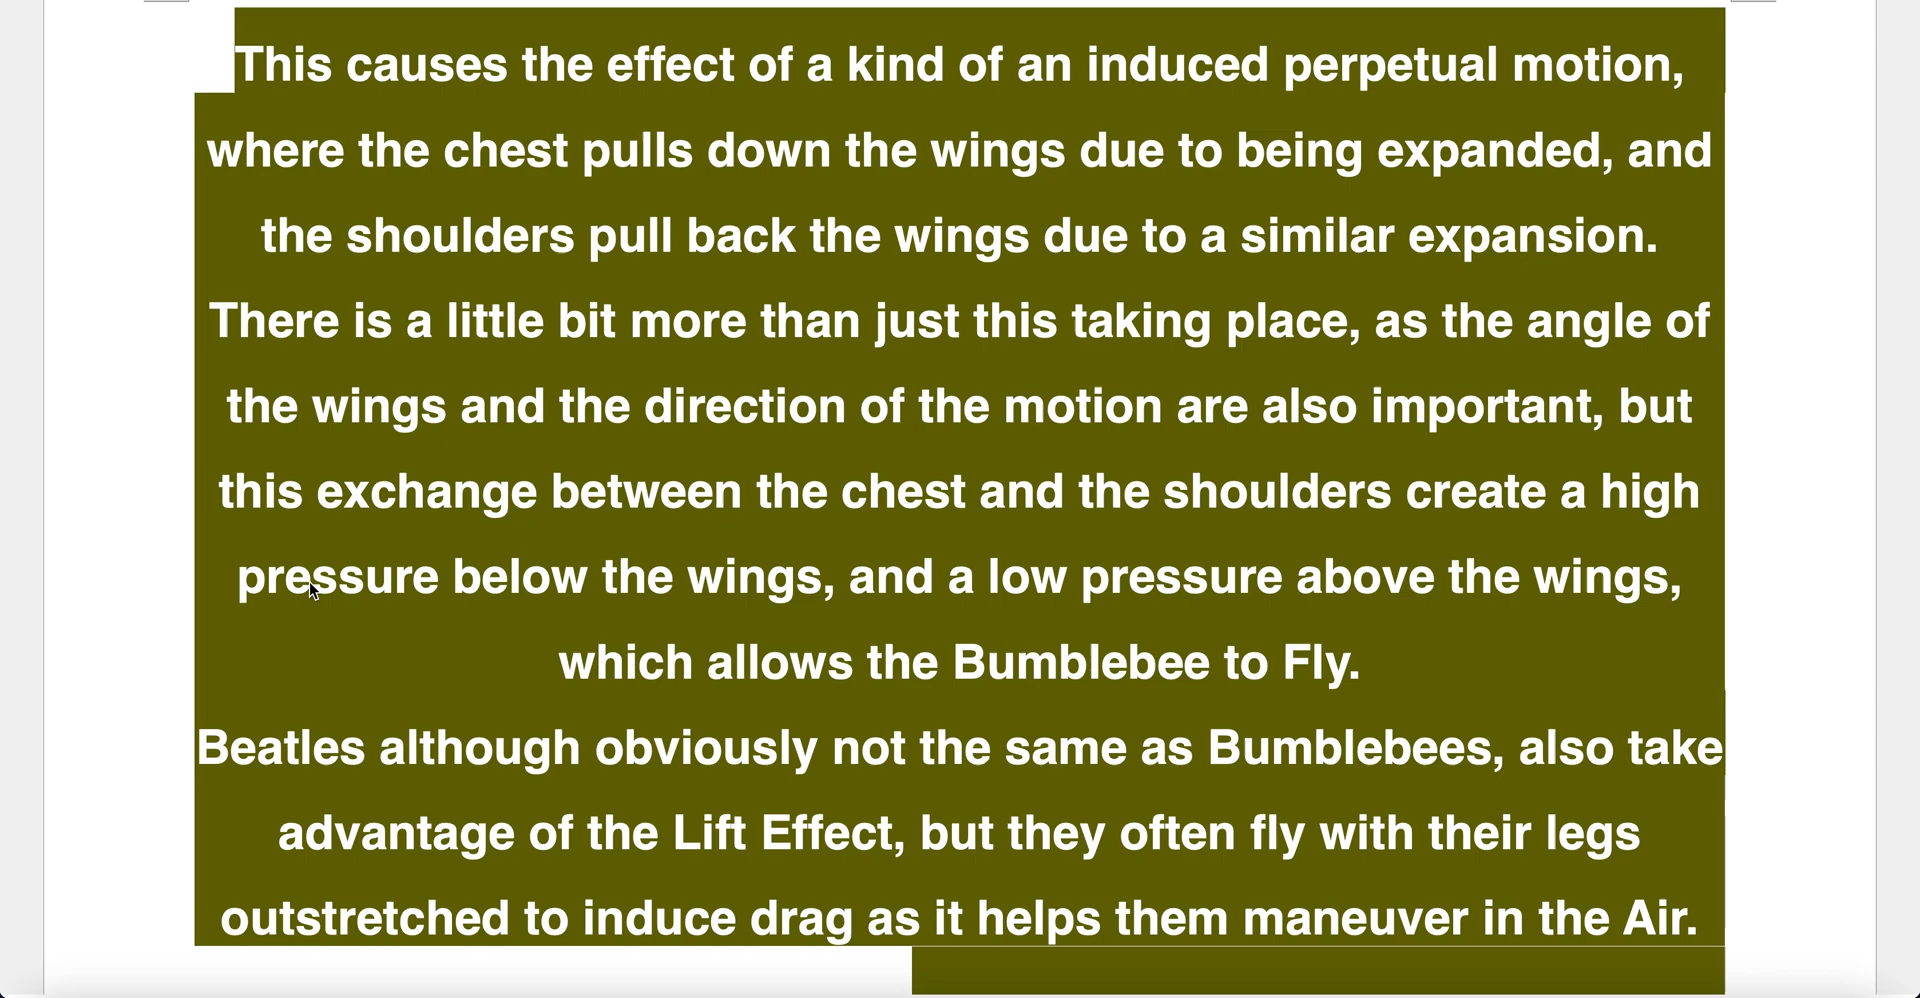 This causes the effect of a kind of an induced perpetual motion,
where the chest pulls down the wings due to being expanded, and
the shoulders pull back the wings due to a similar expansion.
There is a little bit more than just this taking place, as the angle of
the wings and the direction of the motion are also important, but
this exchange between the chest and the shoulders create a high
pressure below the wings, and a low pressure above the wings,
which allows the Bumblebee to Fly.
Beatles although obviously not the same as Bumblebees, also take
advantage of the Lift Effect, but they often fly with their legs
outstretched to induce drag as it helps them maneuver in the Air.